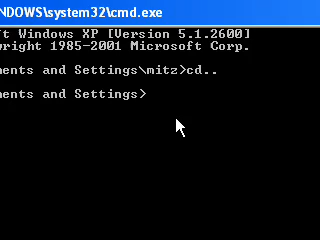 NDOWS\system32\cmd.exe
ft Windows XP [Version 5.1.2600]
yright 1985-2001 Microsoft Corp.
ments and Settings\mitz>cd..
ments and Settings>